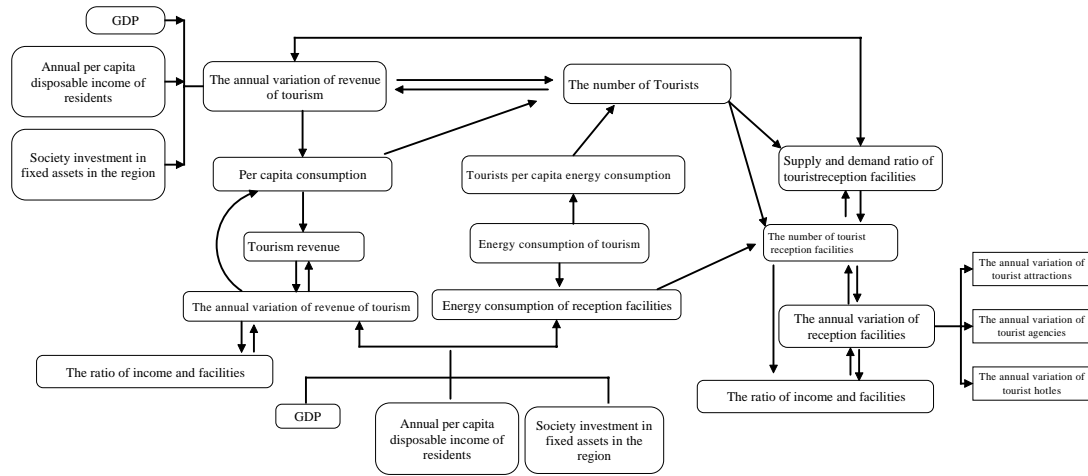 GDP
Annual per capita
disposable income of
residents
Society investment in
fixed assets in the region
The annual variation of revenue
of tourism
The number of Tourists
Per capita consumption
Tourists per capita energy consumption
Supply and demand ratio of
touristreception facilities
Tourism revenue
Energy consumption of tourism
The number of tourist
reception facilities
The annual variation of revenue of tourism
Energy consumption of reception facilities
The annual variation of
reception facilities
The annual variation of
tourist attractions
The annual variation of
tourist agencies
The annual variation of
tourist hotles
The ratio of income and facilities
The ratio of income and facilities
GDP
Annual per capita
disposable income of
residents
Society investment in
fixed assets in the
region